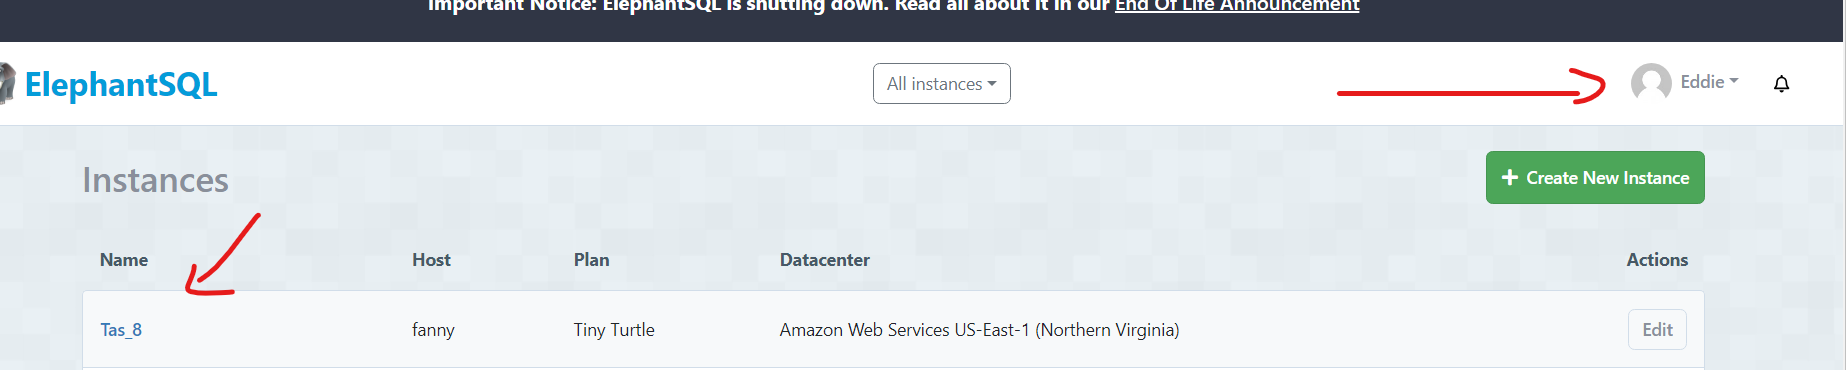 Important Notice: ElephantSQL is shutting down. Read all about it in our End Of Life Announcement
ElephantSQL
All instances
Eddie
Instances
+ Create New Instance
Name Host Plan Datacenter Actions
Tas_8 fanny Tiny Turtle Amazon Web Services US-East-1 (Northern Virginia) Edit